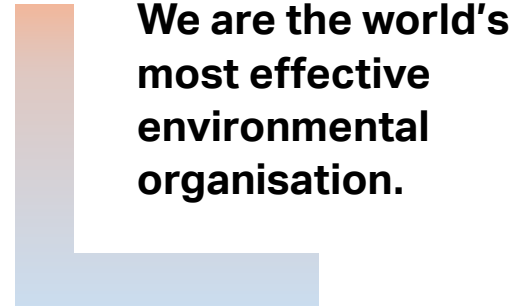 We are the world’s
most effective
environmental
organisation.